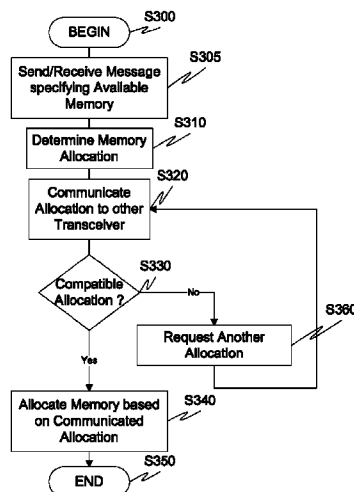 BEGIN
S300
Send/Receive Message
specifying Available
Memory
S305
Determine Memory
Allocation
S310
Communicate
Allocation to other
Transceiver
S320
Compatible
Allocation ?
S330
No
Request Another
Allocation
S360
Yes
Allocate Memory based
on Communicated
Allocation
S340
END
S350